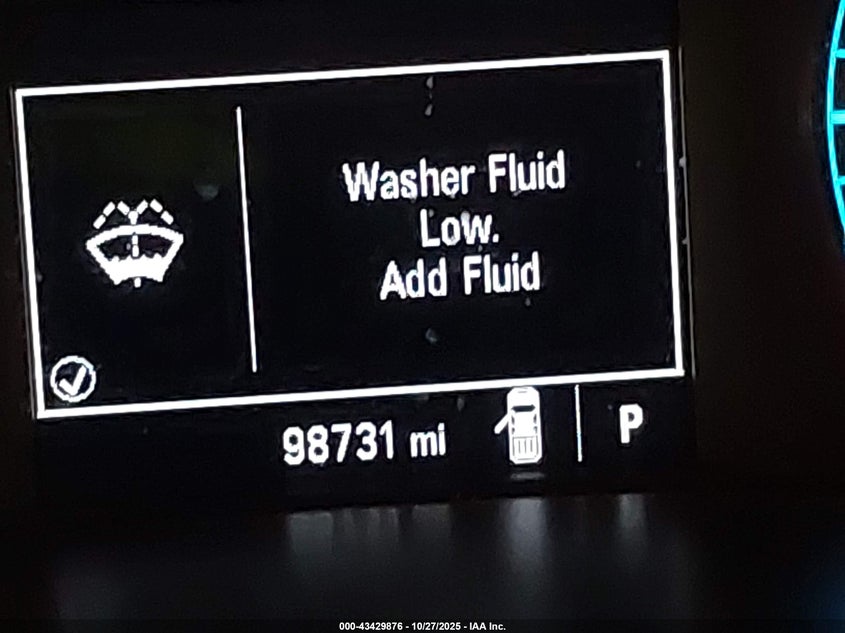 Washer Fluid
Low.
Add Fluid
98731 mi
P
000-43429876 - 10/27/2025 - IAA Inc.